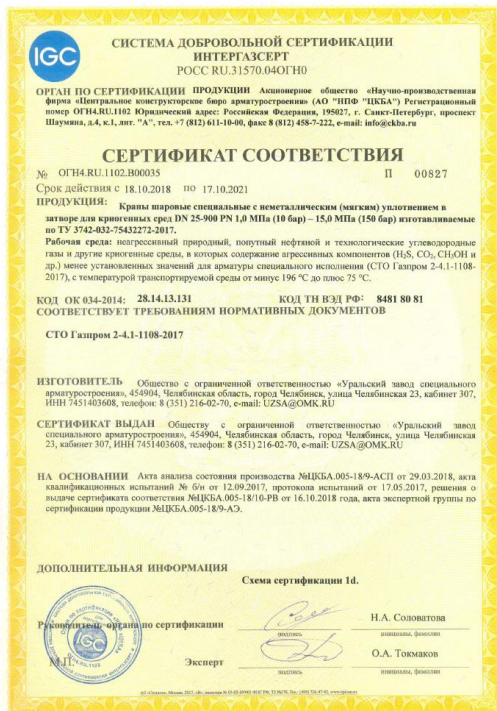 IGC
СИСТЕМА ДОБРОВОЛЬНОЙ СЕРТИФИКАЦИИ
ИНТЕРГАЗСЕРТ
РОСС RU.31570.04ОГН0
ОРГАН ПО СЕРТИФИКАЦИИ ПРОДУКЦИИ Акционерное общество «Научно-производственная
фирма «Центральное конструкторское бюро арматуростроения» (АО "НПФ "ЦКБА") Регистрационный
номер ОГН4.RU.1102 Юридический адрес: Российская Федерация, 195027, г. Санкт-Петербург, проспект
Шаумяна, д.4, к.1, лит. "А", тел. +7 (812) 611-10-00, факс 8 (812) 458-7-222, e-mail: info@ckba.ru
СЕРТИФИКАТ СООТВЕТСТВИЯ
№ ОГН4.RU.1102.В00035 П 00827
Срок действия с 18.10.2018 по 17.10.2021
ПРОДУКЦИЯ: Краны шаровые специальные с неметаллическим (мягким) уплотнением в
затворе для криогенных сред DN 25-900 PN 1,0 МПа (10 бар) – 15,0 МПа (150 бар) изготавливаемые
по ТУ 3742-032-75432272-2017.
Рабочая среда: неагрессивный природный, попутный нефтяной и технологические углеводородные
газы и другие криогенные среды, в которых содержание агрессивных компонентов (H₂S, CO₂, CH₃OH и
др.) менее установленных значений для арматуры специального исполнения (СТО Газпром 2-4.1-1108-
2017), с температурой транспортируемой среды от минус 196 °С до плюс 75 °С.
КОД ОК 034-2014: 28.14.13.131 КОД ТН ВЭД РФ: 8481 80 81
СООТВЕТСТВУЕТ ТРЕБОВАНИЯМ НОРМАТИВНЫХ ДОКУМЕНТОВ
СТО Газпром 2-4.1-1108-2017
ИЗГОТОВИТЕЛЬ Общество с ограниченной ответственностью «Уральский завод специального
арматуростроения», 454904, Челябинская область, город Челябинск, улица Челябинская 23, кабинет 307,
ИНН 7451403608, телефон: 8 (351) 216-02-70, e-mail: UZSA@OMK.RU
СЕРТИФИКАТ ВЫДАН Обществу с ограниченной ответственностью «Уральский завод
специального арматуростроения», 454904, Челябинская область, город Челябинск, улица Челябинская
23, кабинет 307, ИНН 7451403608, телефон: 8 (351) 216-02-70, e-mail: UZSA@OMK.RU
НА ОСНОВАНИИ Акта анализа состояния производства №ЦКБА.005-18/9-АСП от 29.03.2018, акта
квалификационных испытаний № б/н от 12.09.2017, протокола испытаний от 17.05.2017, решения о
выдаче сертификата соответствия №ЦКБА.005-18/10-РВ от 16.10.2018 года, акта экспертной группы по
сертификации продукции №ЦКБА.005-18/9-АЭ.
ДОПОЛНИТЕЛЬНАЯ ИНФОРМАЦИЯ
Схема сертификации 1d.
Руководитель органа по сертификации Н.А. Соловатова
подпись инициалы, фамилия
М.П. Эксперт О.А. Токмаков
подпись инициалы, фамилия
IGC